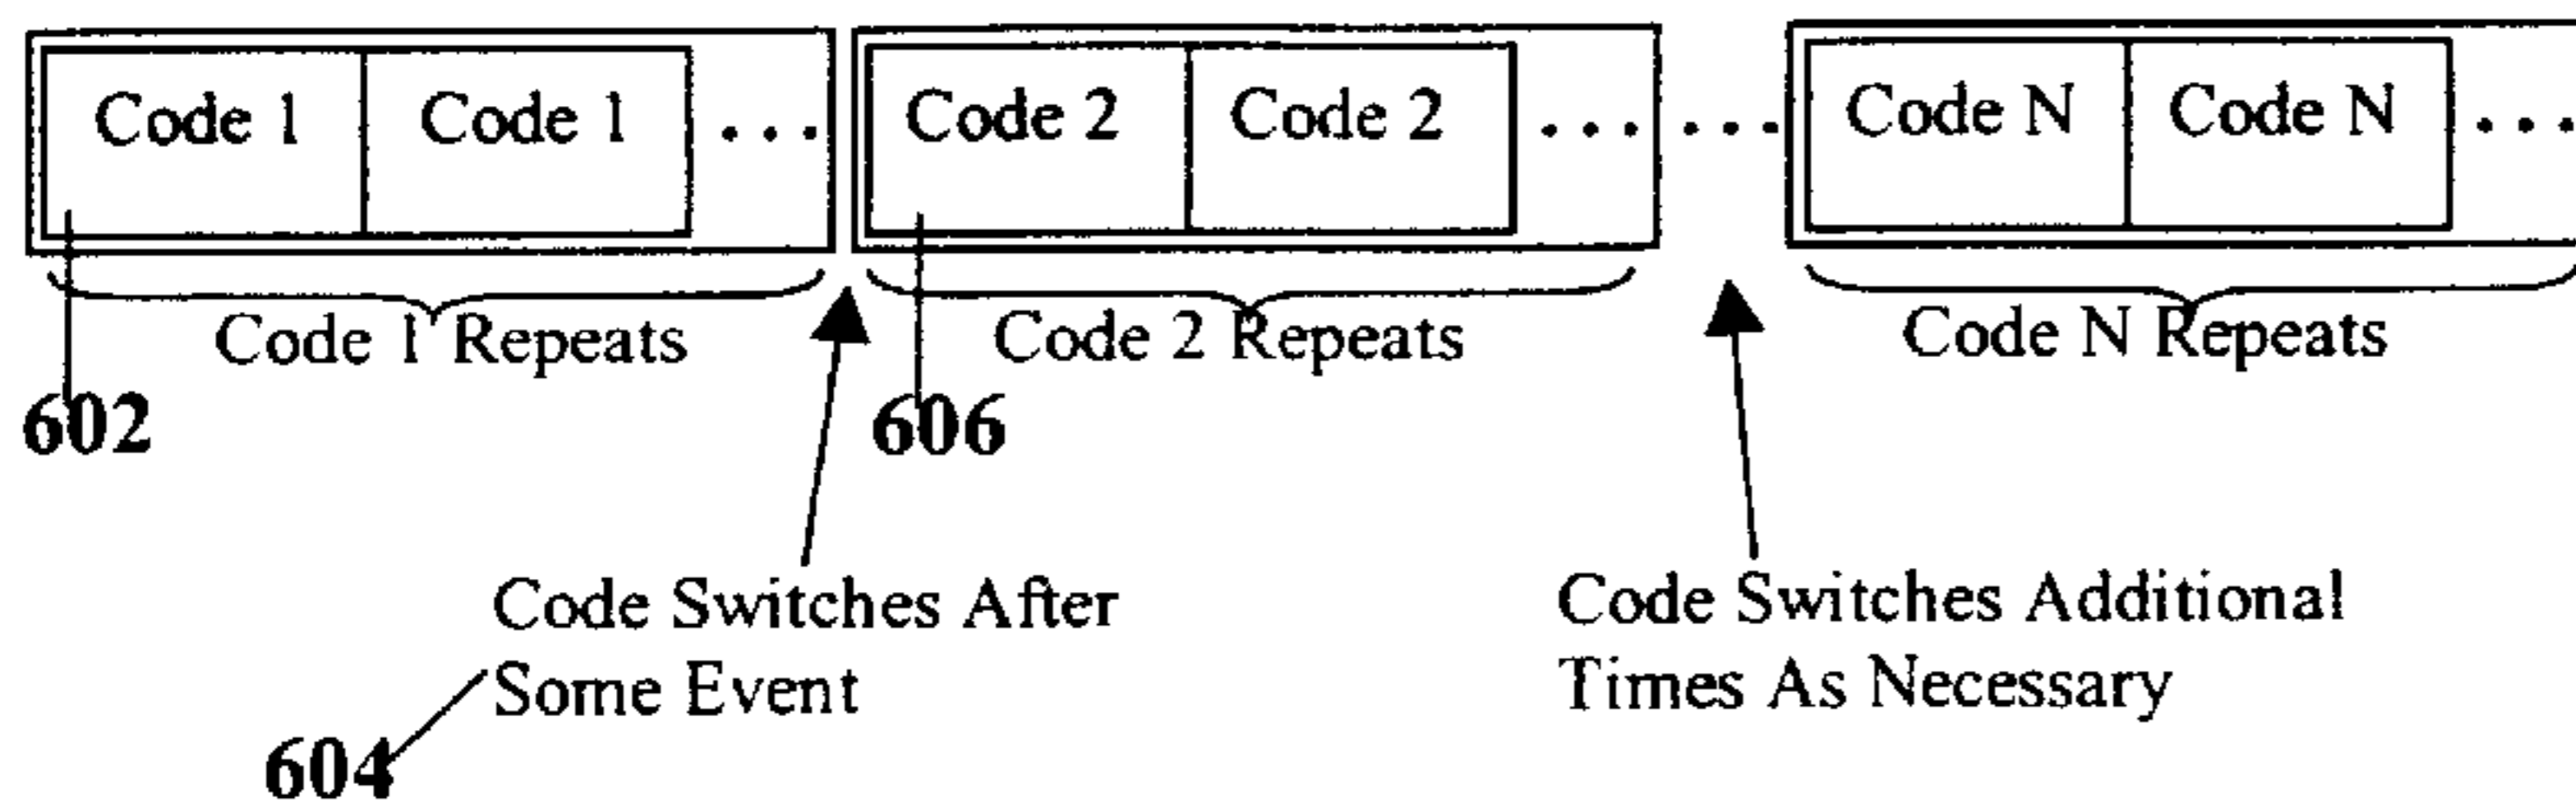 Code 1 Code 1 ... Code 2 Code 2 ... ... Code N Code N ...
Code 1 Repeats Code 2 Repeats Code N Repeats
602 606
Code Switches After
Some Event
604
Code Switches Additional
Times As Necessary